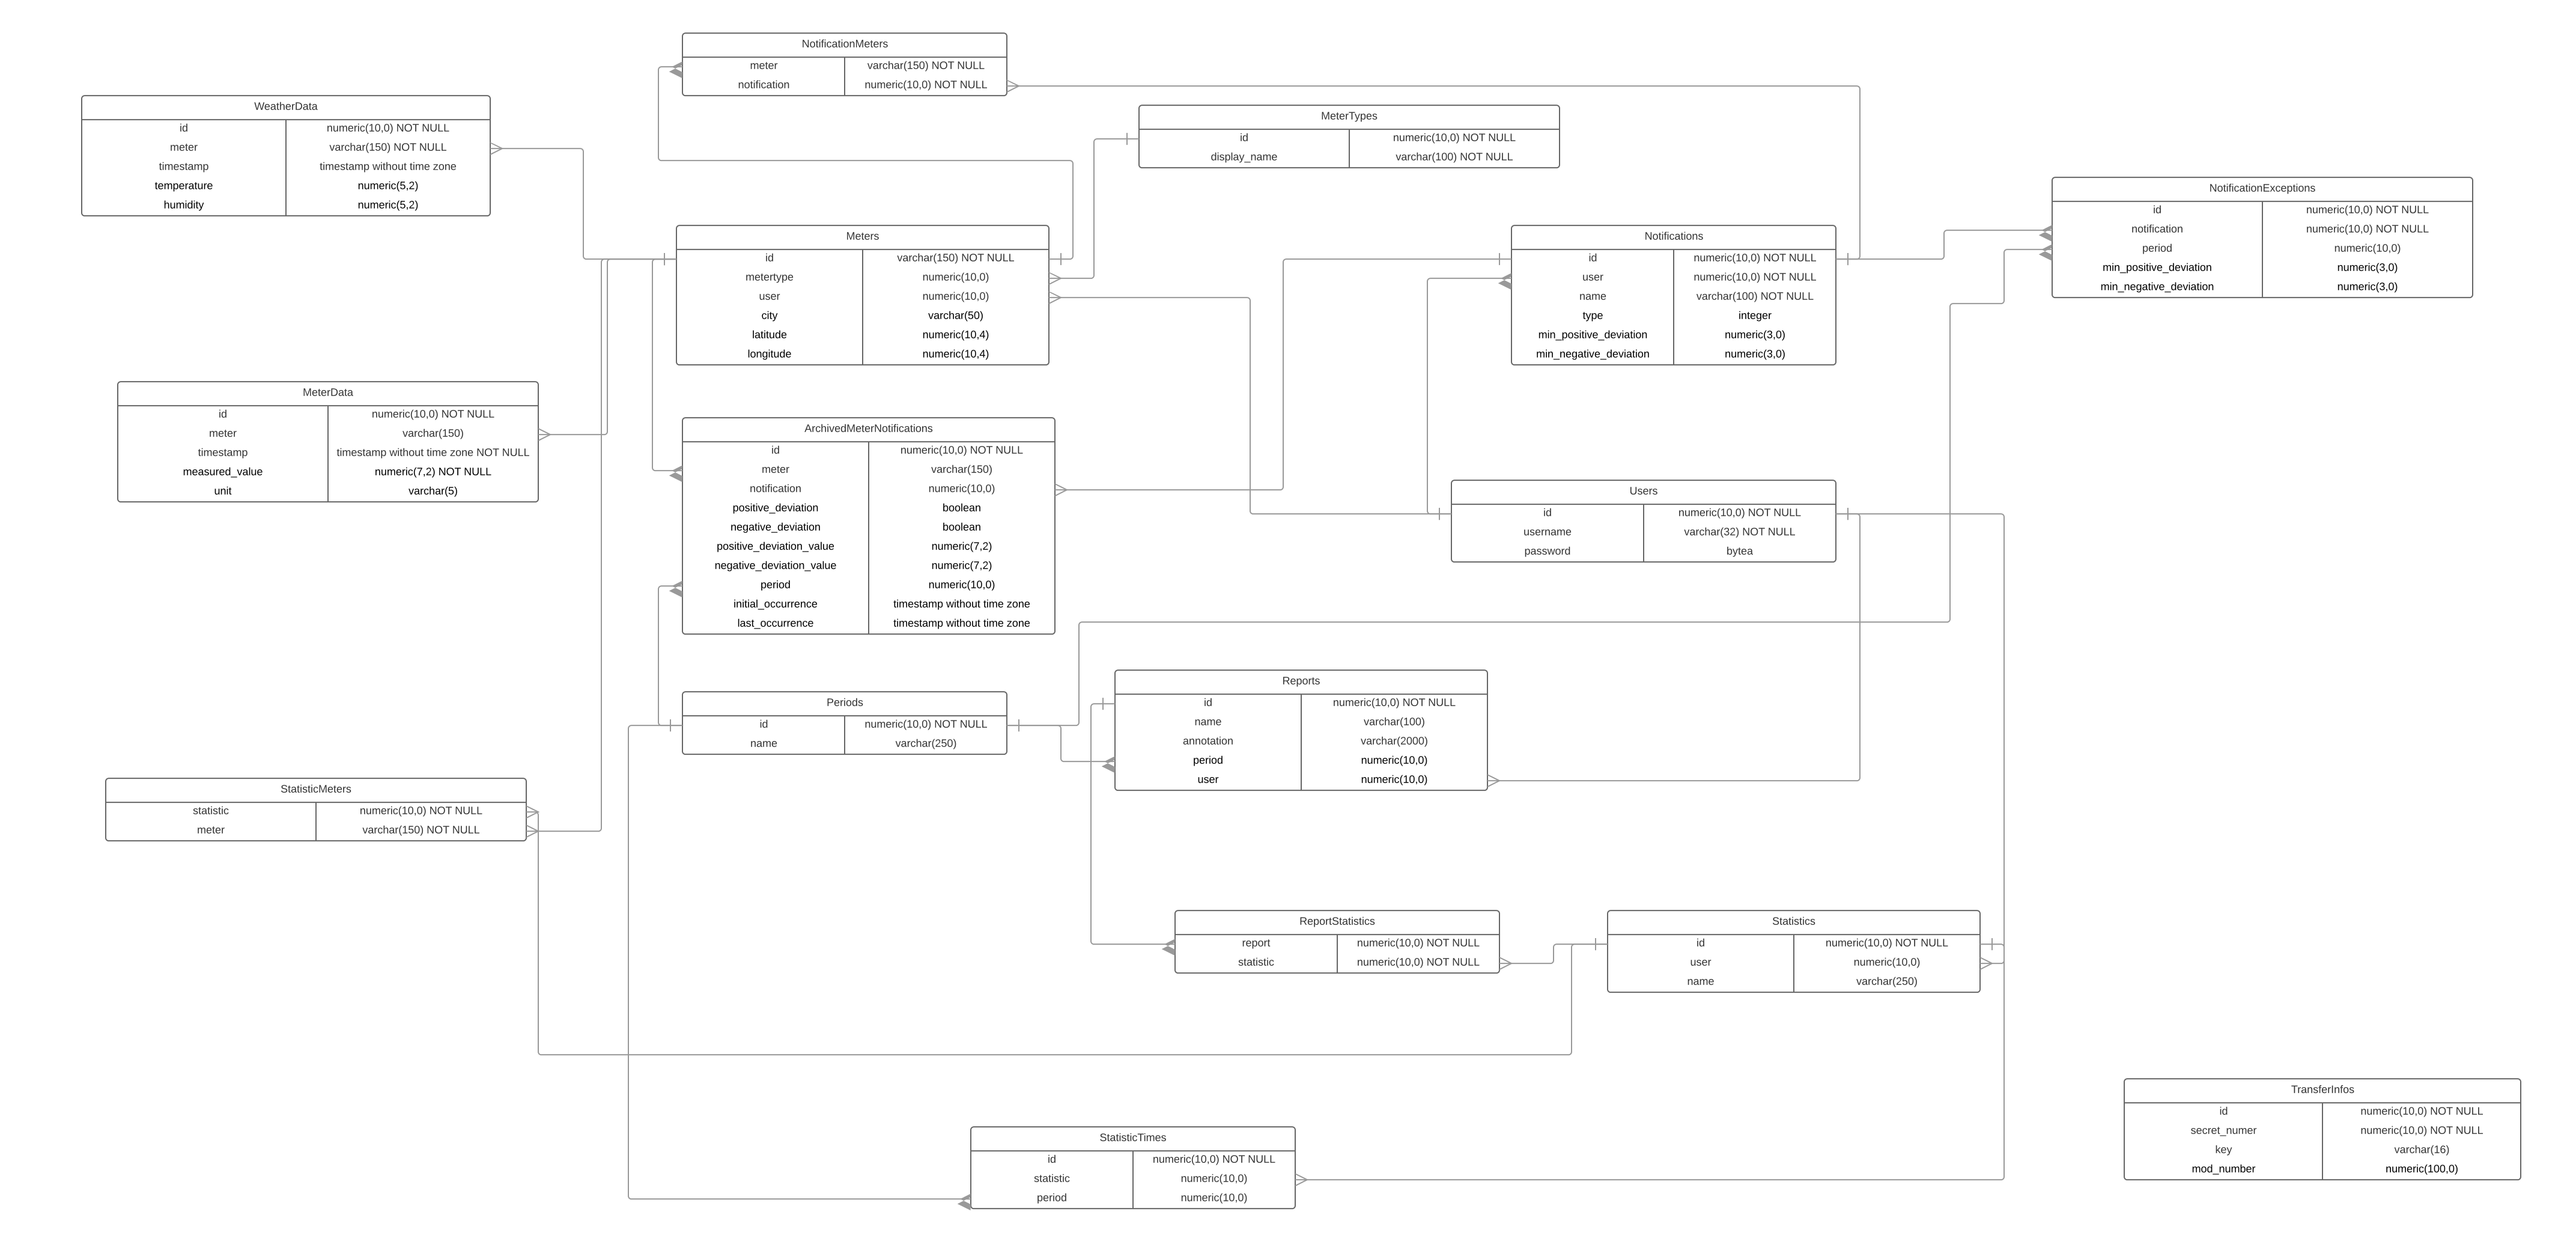 NotificationMeters
meter varchar(150) NOT NULL
notification numeric(10,0) NOT NULL
WeatherData
id numeric(10,0) NOT NULL
meter varchar(150) NOT NULL
timestamp timestamp without time zone
temperature numeric(5,2)
humidity numeric(5,2)
MeterTypes
id numeric(10,0) NOT NULL
display_name varchar(100) NOT NULL
NotificationExceptions
id numeric(10,0) NOT NULL
notification numeric(10,0) NOT NULL
period numeric(10,0)
min_positive_deviation numeric(3,0)
min_negative_deviation numeric(3,0)
Meters
id varchar(150) NOT NULL
metertype numeric(10,0)
user numeric(10,0)
city varchar(50)
latitude numeric(10,4)
longitude numeric(10,4)
Notifications
id numeric(10,0) NOT NULL
user numeric(10,0) NOT NULL
name varchar(100) NOT NULL
type integer
min_positive_deviation numeric(3,0)
min_negative_deviation numeric(3,0)
MeterData
id numeric(10,0) NOT NULL
meter varchar(150)
timestamp timestamp without time zone NOT NULL
measured_value numeric(7,2) NOT NULL
unit varchar(5)
ArchivedMeterNotifications
id numeric(10,0) NOT NULL
meter varchar(150)
notification numeric(10,0)
positive_deviation boolean
negative_deviation boolean
positive_deviation_value numeric(7,2)
negative_deviation_value numeric(7,2)
period numeric(10,0)
initial_occurrence timestamp without time zone
last_occurrence timestamp without time zone
Users
id numeric(10,0) NOT NULL
username varchar(32) NOT NULL
password bytea
Periods
id numeric(10,0) NOT NULL
name varchar(250)
Reports
id numeric(10,0) NOT NULL
name varchar(100)
annotation varchar(2000)
period numeric(10,0)
user numeric(10,0)
StatisticMeters
statistic numeric(10,0) NOT NULL
meter varchar(150) NOT NULL
ReportStatistics
report numeric(10,0) NOT NULL
statistic numeric(10,0) NOT NULL
Statistics
id numeric(10,0) NOT NULL
user numeric(10,0)
name varchar(250)
TransferInfos
id numeric(10,0) NOT NULL
secret_numer numeric(10,0) NOT NULL
key varchar(16)
mod_number numeric(100,0)
StatisticTimes
id numeric(10,0) NOT NULL
statistic numeric(10,0)
period numeric(10,0)